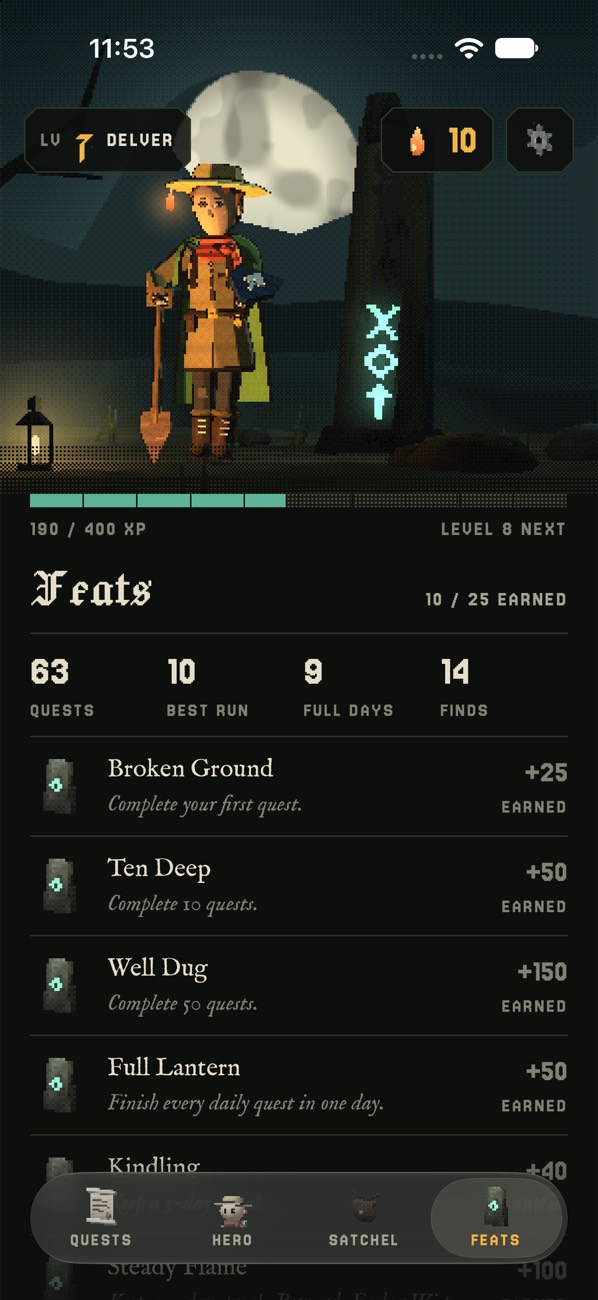 11:53
LV 7 DELVER
10
190 / 400 XP
LEVEL 8 NEXT
Feats
10 / 25 EARNED
63
QUESTS
10
BEST RUN
9
FULL DAYS
14
FINDS
Broken Ground
Complete your first quest.
+25
EARNED
Ten Deep
Complete 10 quests.
+50
EARNED
Well Dug
Complete 50 quests.
+150
EARNED
Full Lantern
Finish every daily quest in one day.
+50
EARNED
Kindling
+40
QUESTS
HERO
SATCHEL
FEATS
Steady Flame
+100